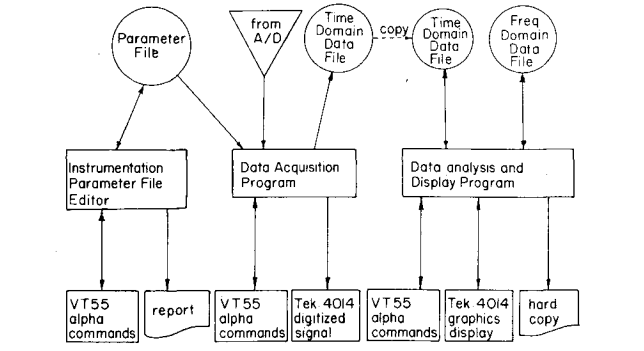 Parameter
File
from
A/D
Time
Domain
Data
File
copy
Time
Domain
Data
File
Freq
Domain
Data
File
Instrumentation
Parameter File
Editor
Data Acquisition
Program
Data analysis and
Display Program
VT55
alpha
commands
report
VT55
alpha
commands
Tek 4014
digitized
signal
VT55
alpha
commands
Tek 4014
graphics
display
hard
copy